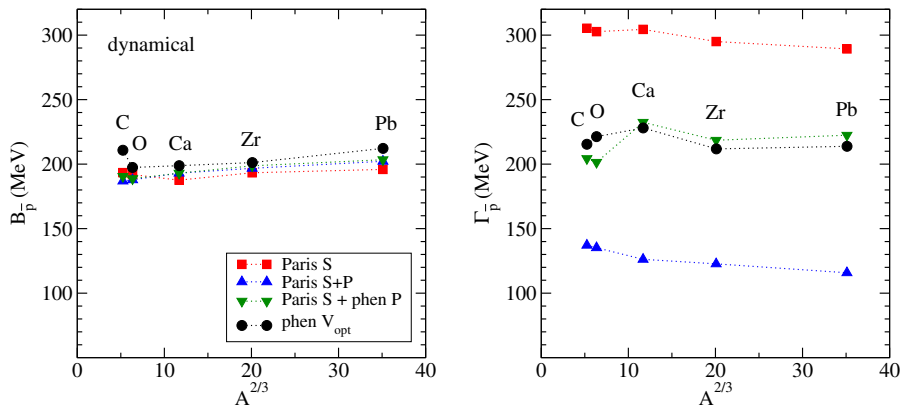 dynamical
300
250
200
150
100
B_p̄ (MeV)
C
O
Ca
Zr
Pb
Paris S
Paris S+P
Paris S + phen P
phen V_opt
0
10
20
30
40
A^2/3
300
250
200
150
100
Γ_p̄ (MeV)
C
O
Ca
Zr
Pb
0
10
20
30
40
A^2/3